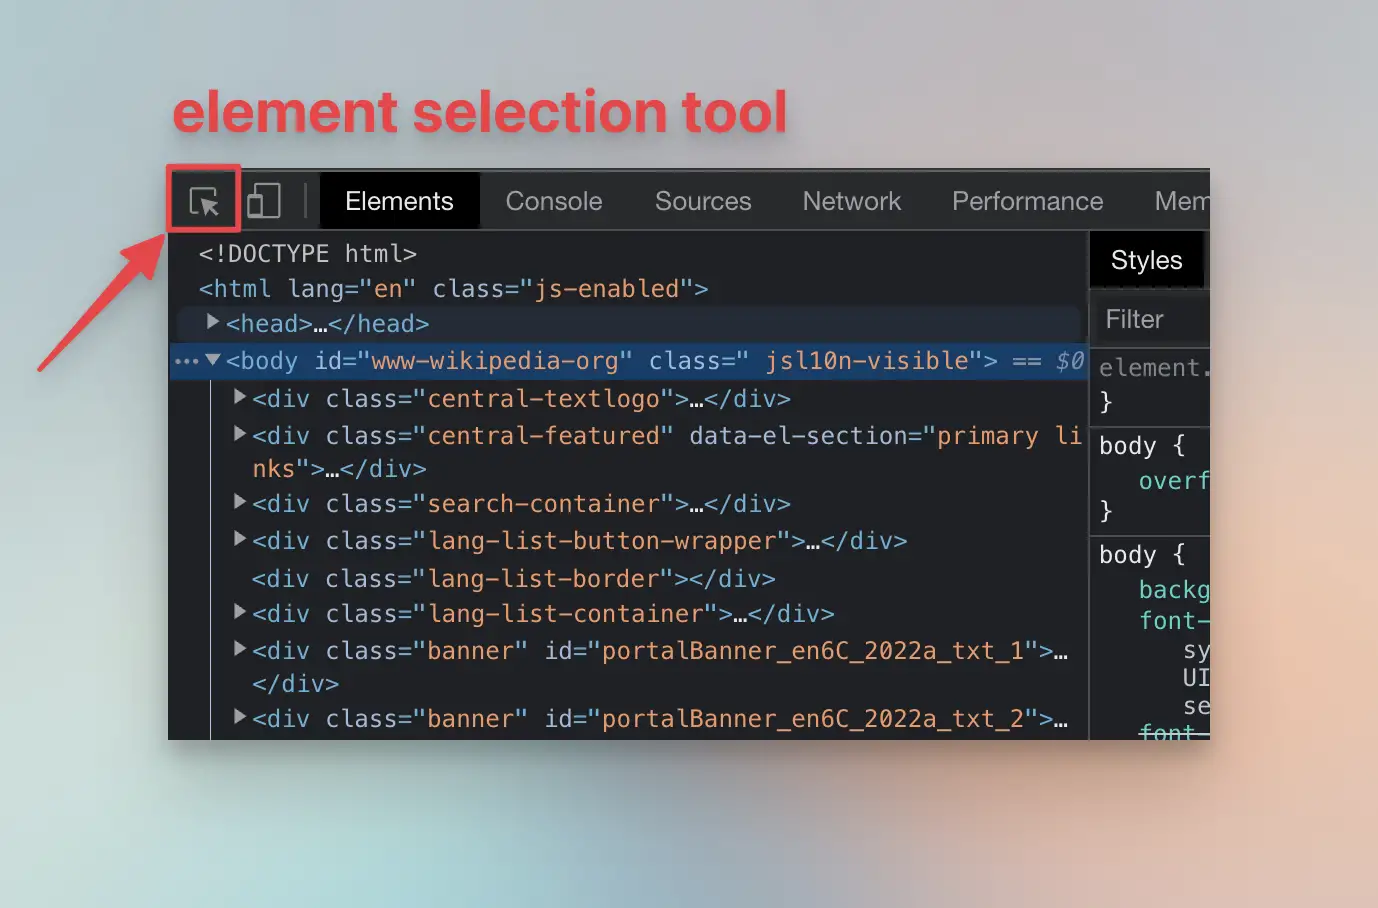 element selection tool
Elements Console Sources Network Performance Mem
<!DOCTYPE html>
<html lang="en" class="js-enabled">
<head>…</head>
<body id="www-wikipedia-org" class=" jsl10n-visible"> == $0
<div class="central-textlogo">…</div>
<div class="central-featured" data-el-section="primary li
nks">…</div>
<div class="search-container">…</div>
<div class="lang-list-button-wrapper">…</div>
<div class="lang-list-border"></div>
<div class="lang-list-container">…</div>
<div class="banner" id="portalBanner_en6C_2022a_txt_1">…
</div>
<div class="banner" id="portalBanner_en6C_2022a_txt_2">…
Styles
Filter
element.
}
body {
overf
}
body {
backg
font-
sy
UI
se
font-